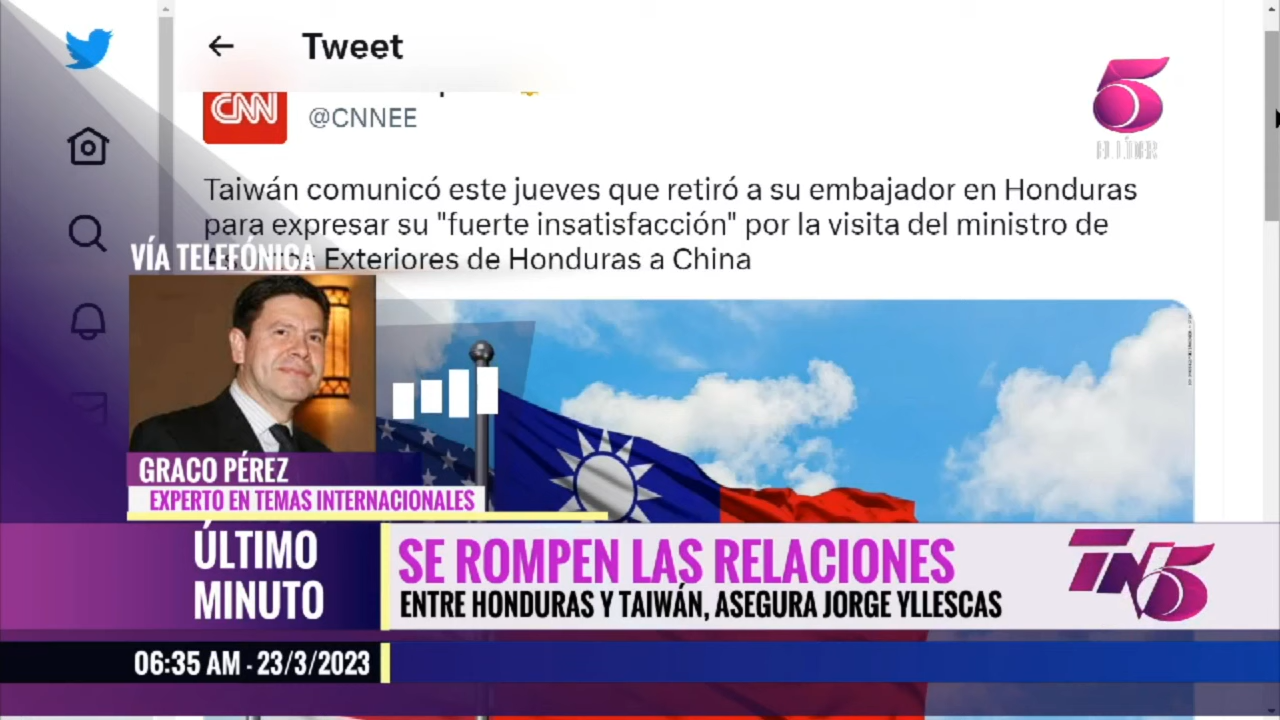 Tweet
CNN
@CNNEE
5
EL LÍDER
Taiwán comunicó este jueves que retiró a su embajador en Honduras
para expresar su "fuerte insatisfacción" por la visita del ministro de
Exteriores de Honduras a China
VÍA TELEFÓNICA
GRACO PÉREZ
EXPERTO EN TEMAS INTERNACIONALES
ÚLTIMO
MINUTO
SE ROMPEN LAS RELACIONES
ENTRE HONDURAS Y TAIWÁN, ASEGURA JORGE YLLESCAS
TN5
06:35 AM - 23/3/2023